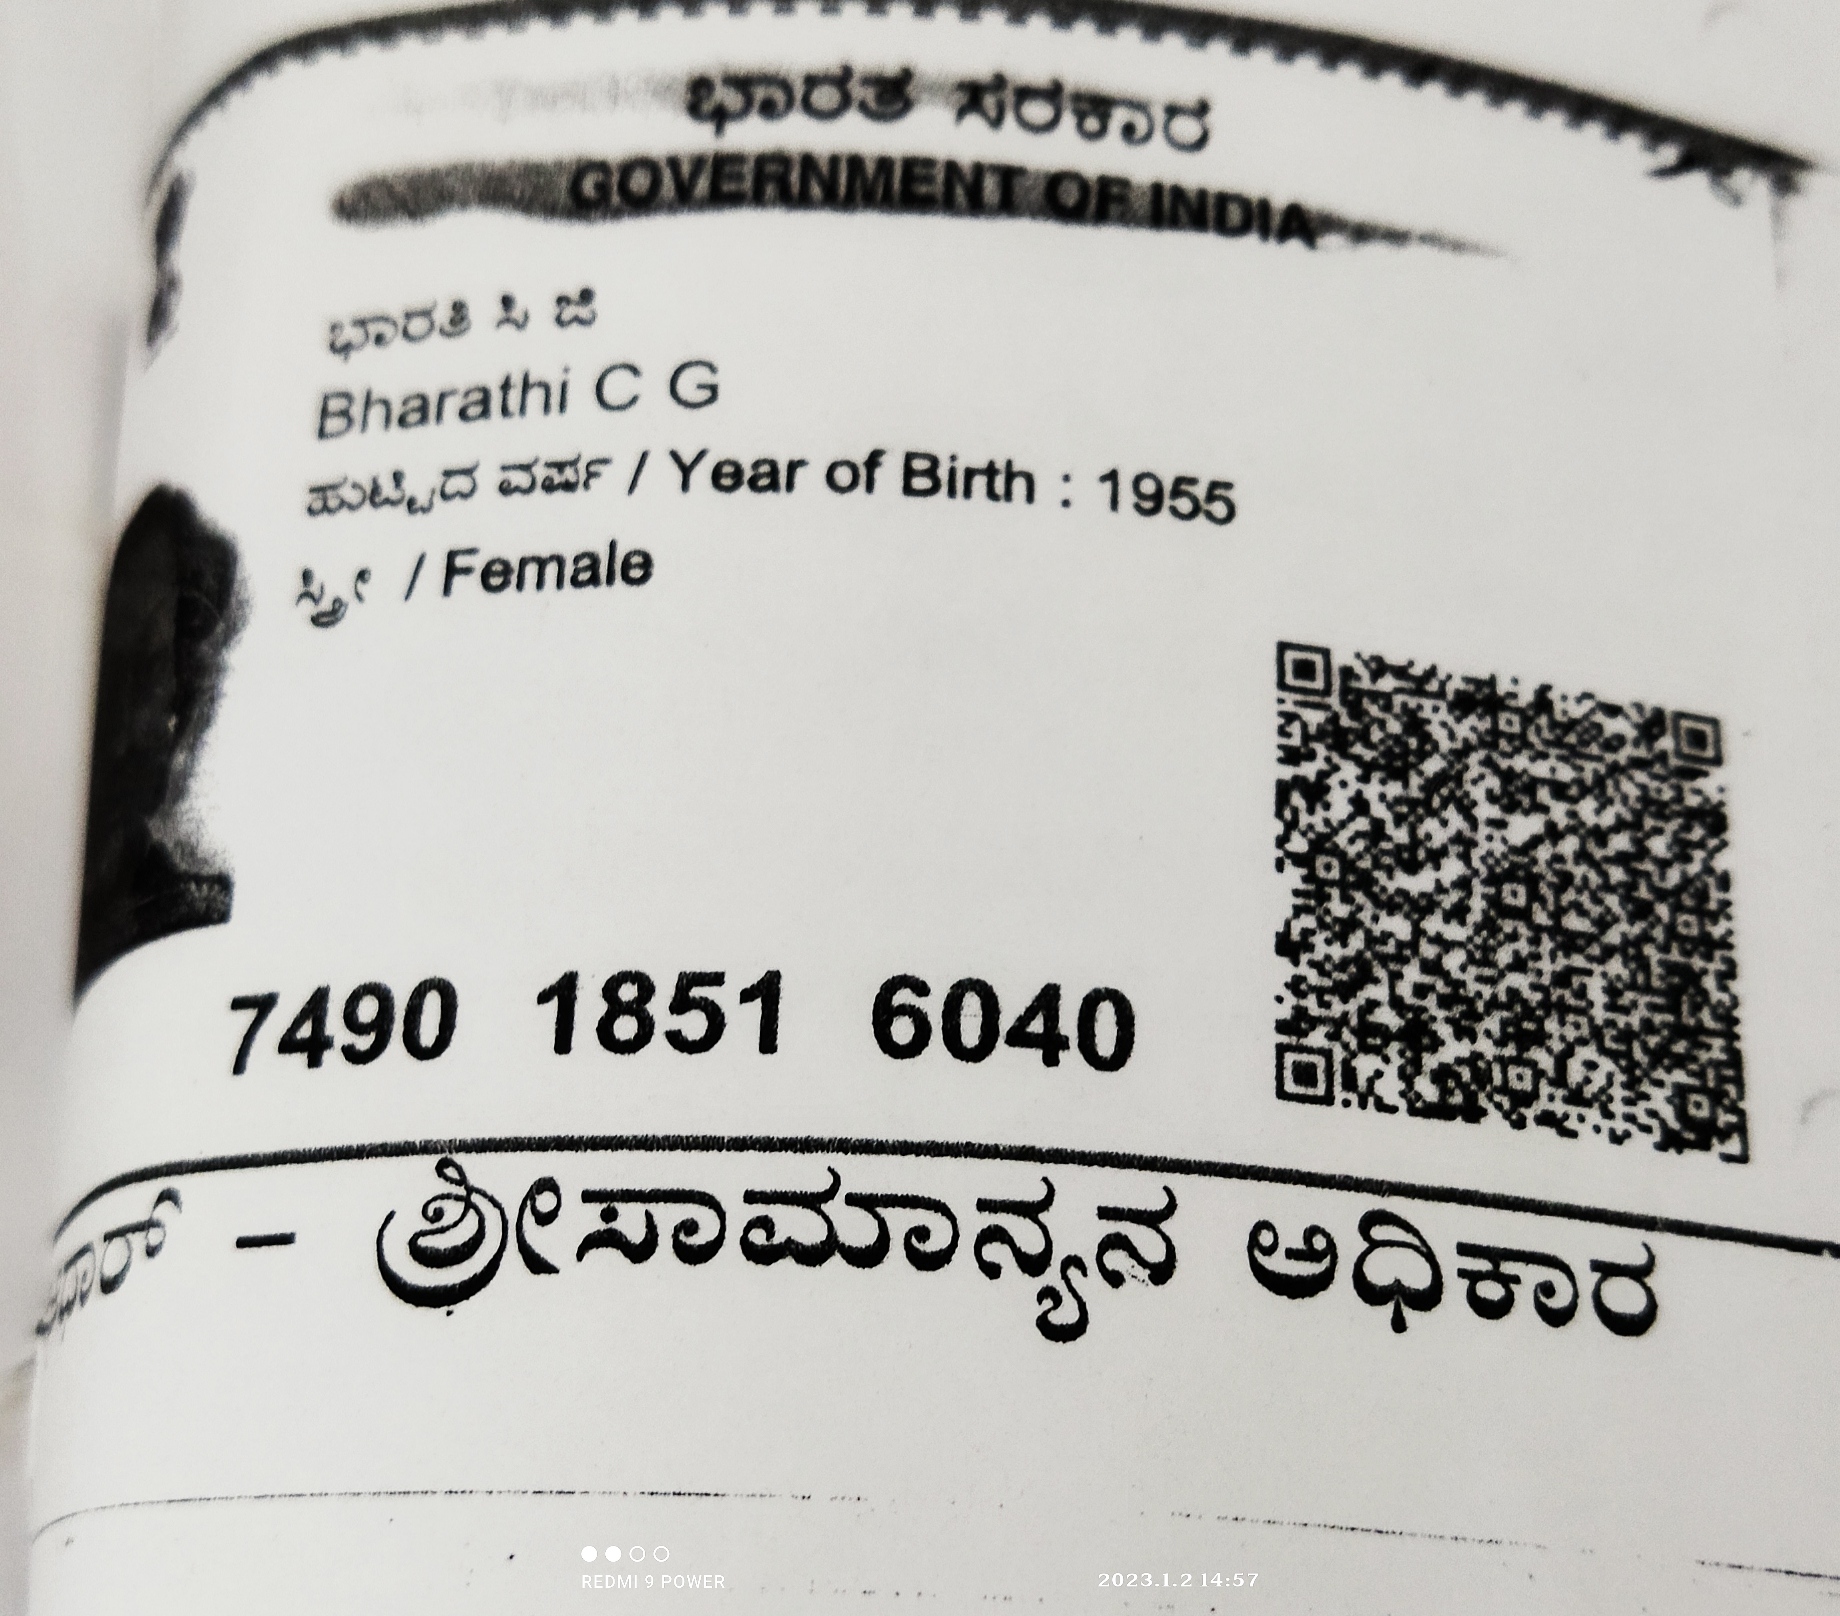 ಭಾರತ ಸರಕಾರ
GOVERNMENT OF INDIA
ಭಾರತಿ ಸಿ ಜಿ
Bharathi C G
ಹುಟ್ಟಿದ ವರ್ಷ / Year of Birth : 1955
ಸ್ತ್ರೀ / Female
7490 1851 6040
ಆಧಾರ್ – ಶ್ರೀಸಾಮಾನ್ಯನ ಅಧಿಕಾರ
REDMI 9 POWER
2023.1.2 14:57